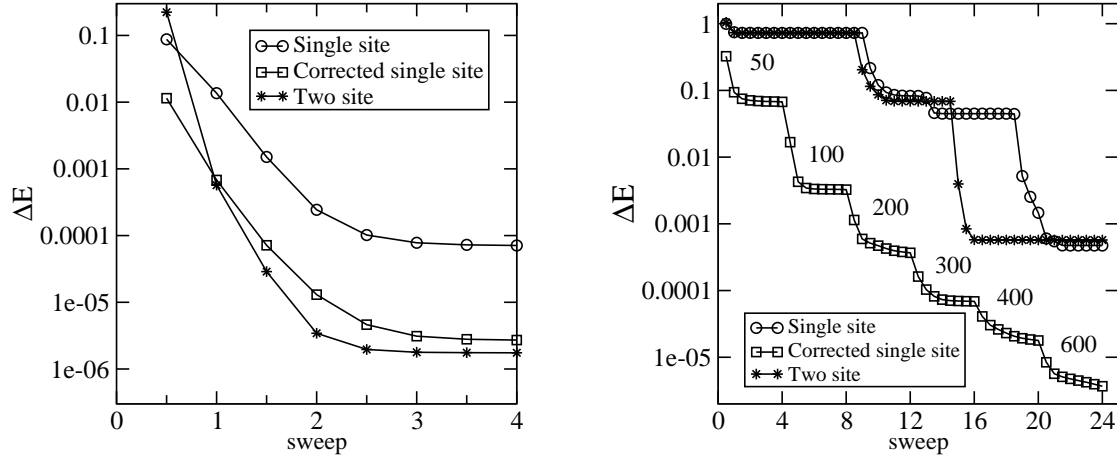 0.1
0.01
0.001
0.0001
1e-05
1e-06
ΔE
Single site
Corrected single site
Two site
0 1 2 3 4
sweep
1
0.1
0.01
0.001
0.0001
1e-05
ΔE
50
100
200
300
400
600
Single site
Corrected single site
Two site
0 4 8 12 16 20 24
sweep